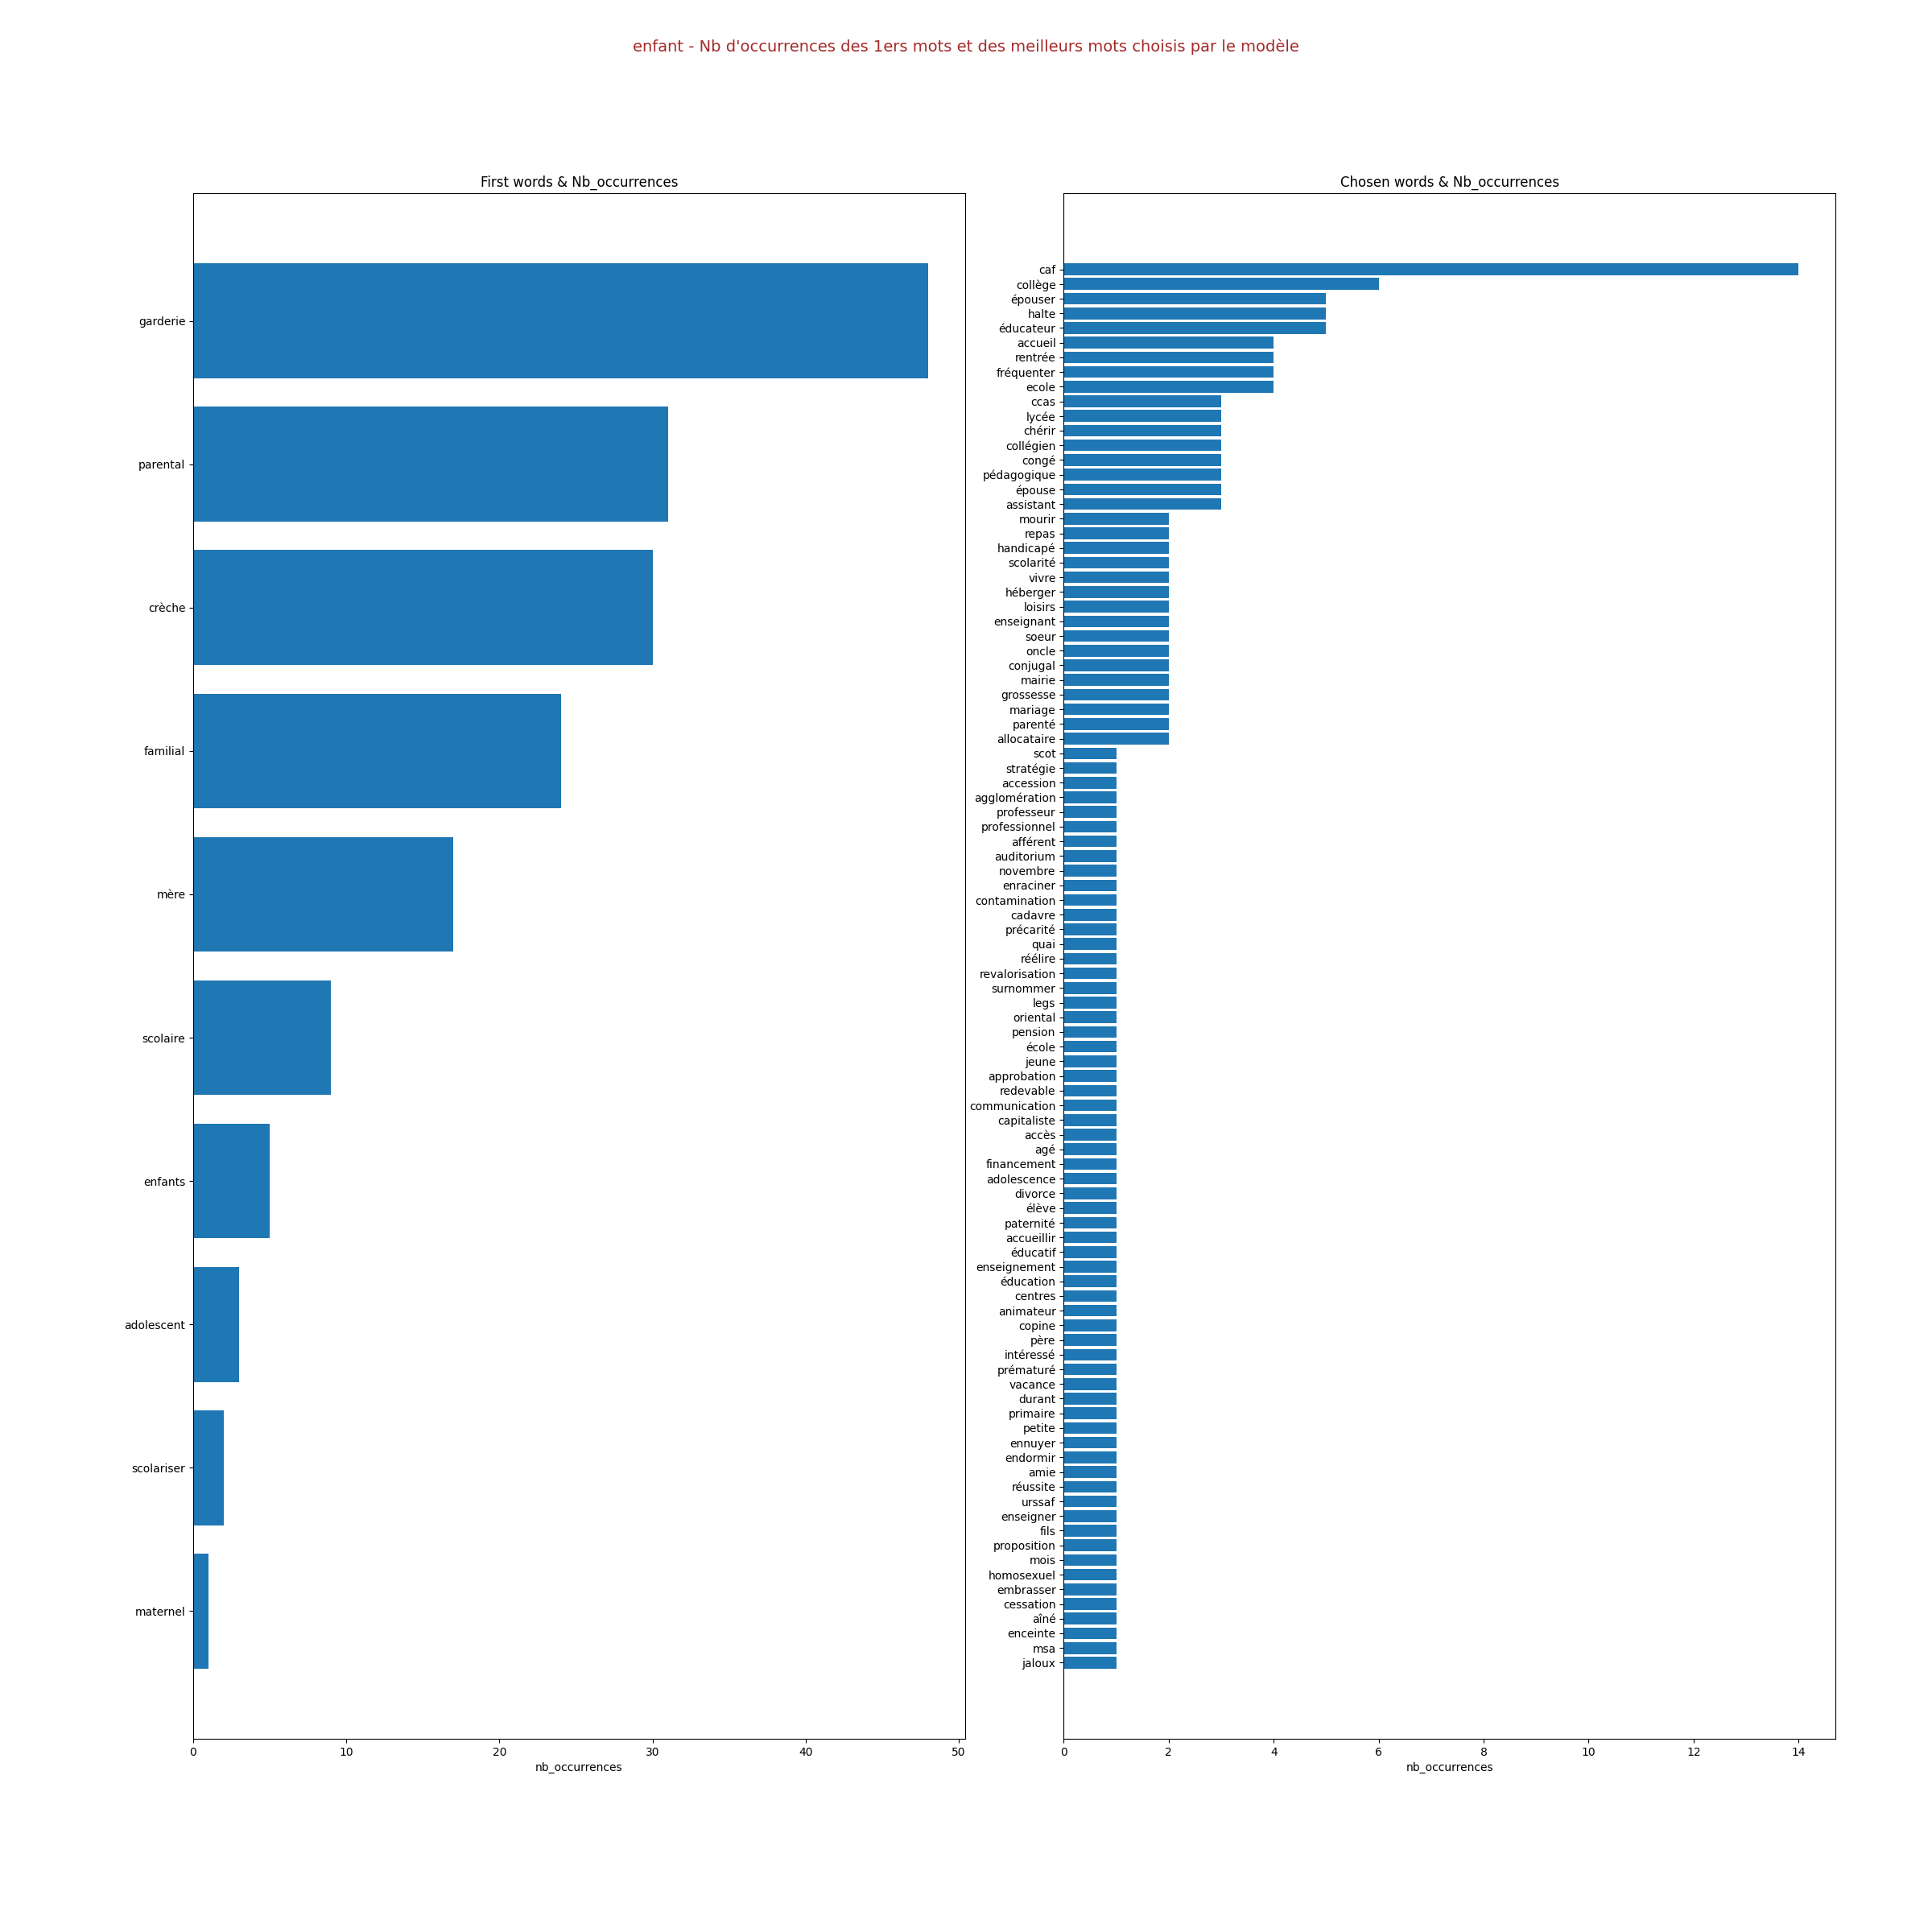 enfant - Nb d'occurrences des 1ers mots et des meilleurs mots choisis par le modèle
First words & Nb_occurrences
garderie
parental
crèche
familial
mère
scolaire
enfants
adolescent
scolariser
maternel
0 10 20 30 40 50
nb_occurrences
Chosen words & Nb_occurrences
caf
collège
épouser
halte
éducateur
accueil
rentrée
fréquenter
ecole
ccas
lycée
chérir
collégien
congé
pédagogique
épouse
assistant
mourir
repas
handicapé
scolarité
vivre
héberger
loisirs
enseignant
soeur
oncle
conjugal
mairie
grossesse
mariage
parenté
allocataire
scot
stratégie
accession
agglomération
professeur
professionnel
afférent
auditorium
novembre
enraciner
contamination
cadavre
précarité
quai
réélire
revalorisation
surnommer
legs
oriental
pension
école
jeune
approbation
redevable
communication
capitaliste
accès
agé
financement
adolescence
divorce
élève
paternité
accueillir
éducatif
enseignement
éducation
centres
animateur
copine
père
intéressé
prématuré
vacance
durant
primaire
petite
ennuyer
endormir
amie
réussite
urssaf
enseigner
fils
proposition
mois
homosexuel
embrasser
cessation
aîné
enceinte
msa
jaloux
0 2 4 6 8 10 12 14
nb_occurrences